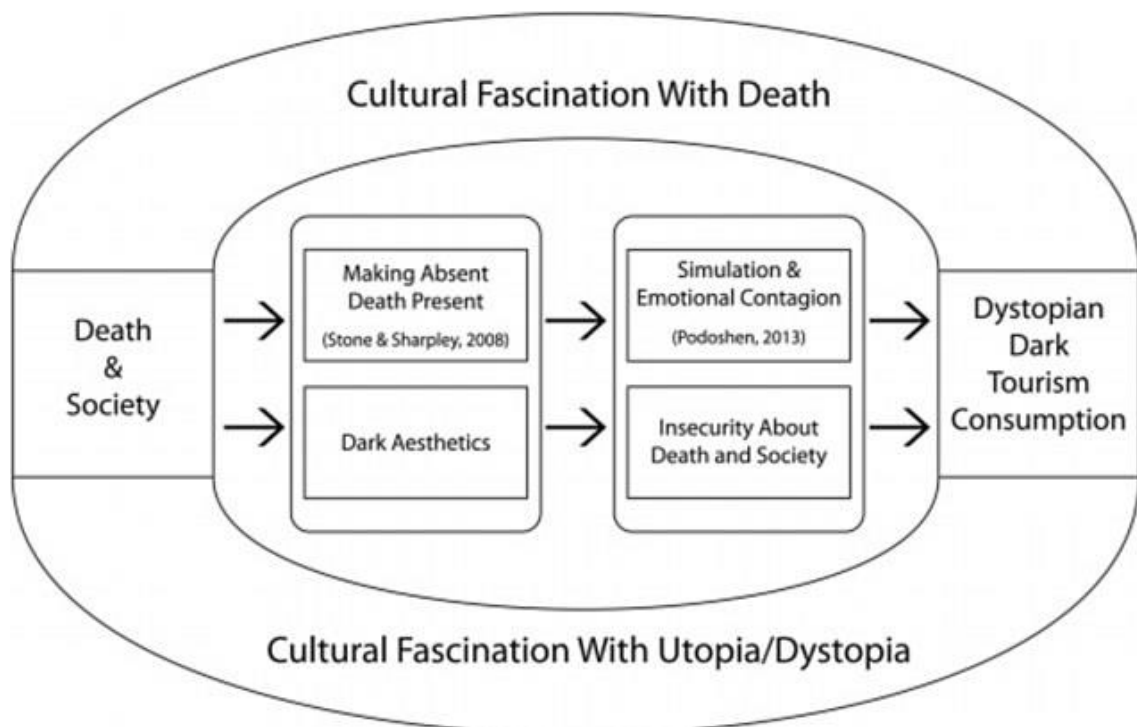 Cultural Fascination With Death
Death
&
Society
Making Absent
Death Present
(Stone & Sharpley, 2008)
Dark Aesthetics
Simulation &
Emotional Contagion
(Podoshen, 2013)
Insecurity About
Death and Society
Dystopian
Dark
Tourism
Consumption
Cultural Fascination With Utopia/Dystopia